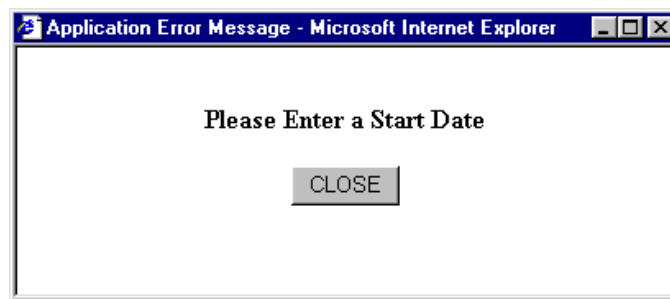 Application Error Message - Microsoft Internet Explorer
Please Enter a Start Date
CLOSE